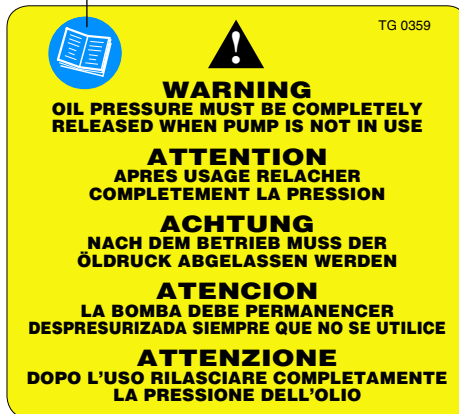 TG 0359
WARNING
OIL PRESSURE MUST BE COMPLETELY
RELEASED WHEN PUMP IS NOT IN USE
ATTENTION
APRES USAGE RELACHER
COMPLETEMENT LA PRESSION
ACHTUNG
NACH DEM BETRIEB MUSS DER
ÖLDRUCK ABGELASSEN WERDEN
ATENCION
LA BOMBA DEBE PERMANENCER
DESPRESURIZADA SIEMPRE QUE NO SE UTILICE
ATTENZIONE
DOPO L'USO RILASCIARE COMPLETAMENTE
LA PRESSIONE DELL'OLIO